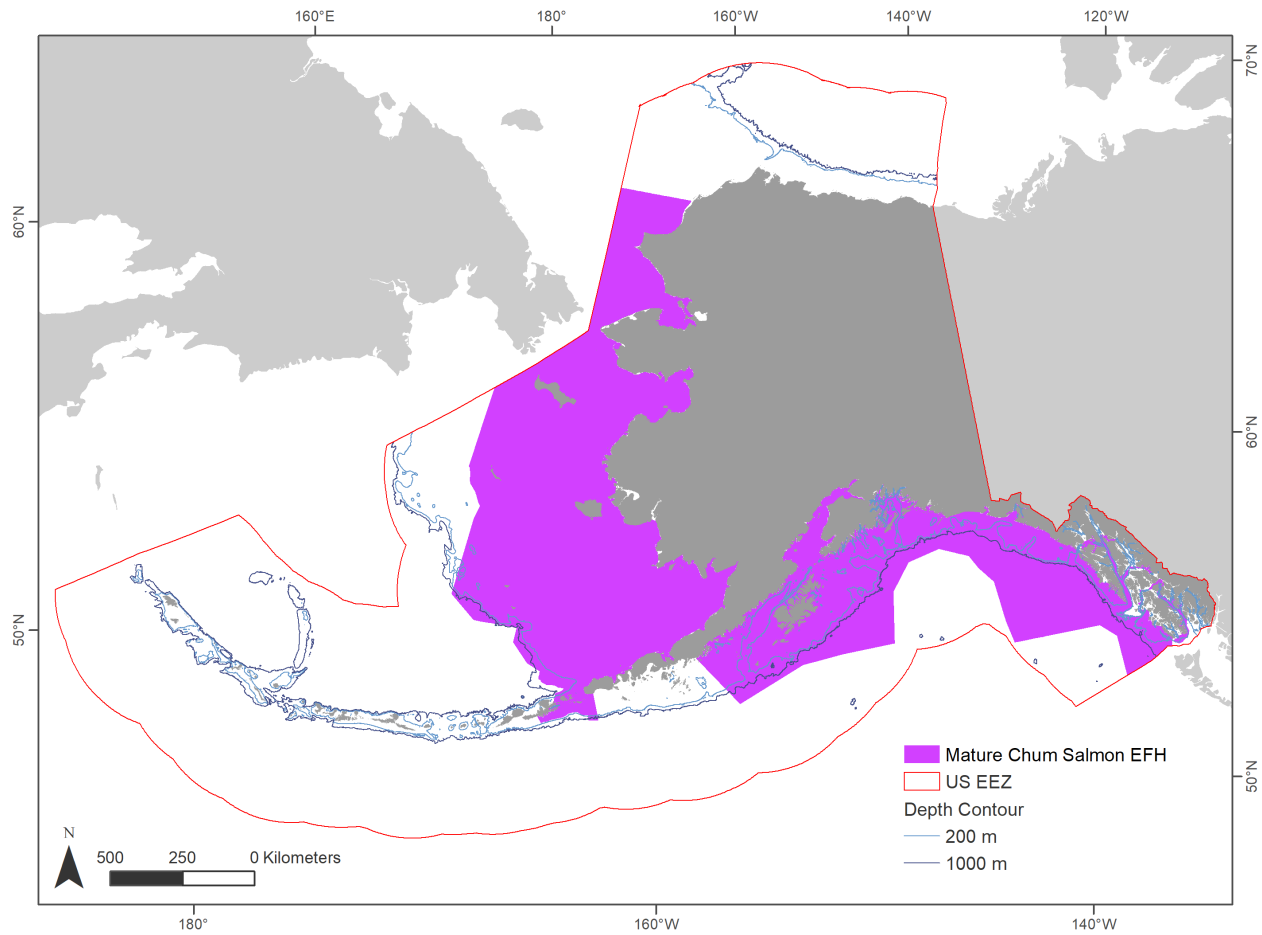 160°E 180° 160°W 140°W 120°W
70°N
60°N
60°N
50°N
50°N
Mature Chum Salmon EFH
US EEZ
Depth Contour
200 m
1000 m
N
500 250 0 Kilometers
180° 160°W 140°W